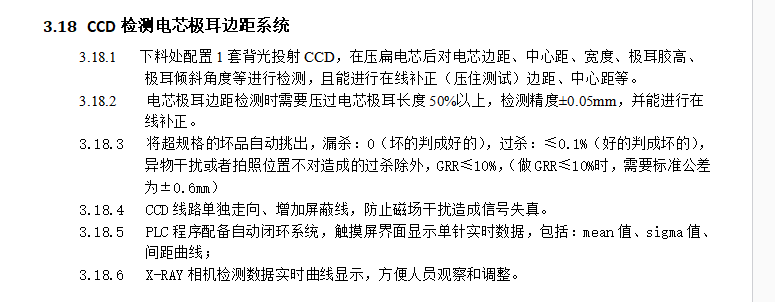 3.18 CCD 检测电芯极耳边距系统
3.18.1 下料处配置 1 套背光投射 CCD，在压扁电芯后对电芯边距、中心距、宽度、极耳胶高、
极耳倾斜角度等进行检测，且能进行在线补正（压住测试）边距、中心距等。
3.18.2 电芯极耳边距检测时需要压过电芯极耳长度 50%以上，检测精度±0.05mm，并能进行在
线补正。
3.18.3 将超规格的坏品自动挑出，漏杀：0（坏的判成好的），过杀：≤0.1%（好的判成坏的），
异物干扰或者拍照位置不对造成的过杀除外，GRR≤10%，（做 GRR≤10%时，需要标准公差
为±0.6mm）
3.18.4 CCD 线路单独走向、增加屏蔽线，防止磁场干扰造成信号失真。
3.18.5 PLC 程序配备自动闭环系统，触摸屏界面显示单针实时数据，包括：mean 值、sigma 值、
间距曲线；
3.18.6 X-RAY 相机检测数据实时曲线显示，方便人员观察和调整。